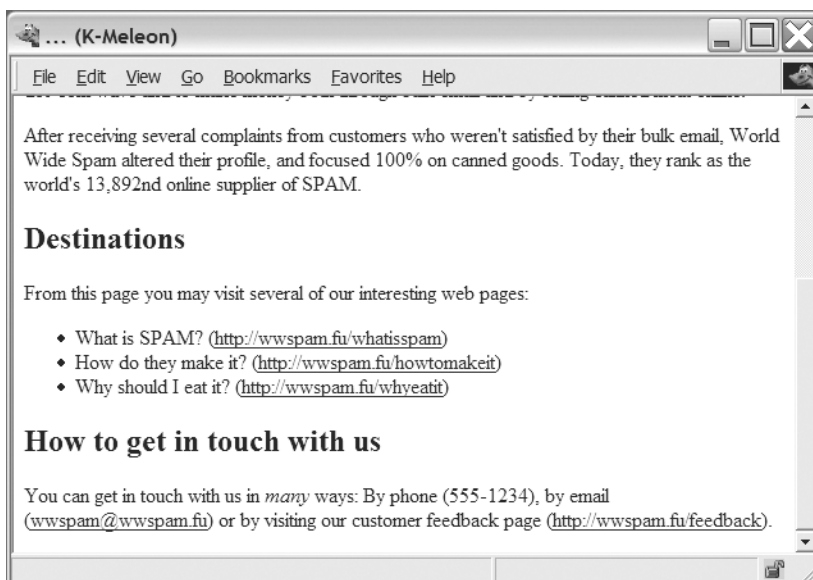 ... (K-Meleon)
File Edit View Go Bookmarks Favorites Help
After receiving several complaints from customers who weren't satisfied by their bulk email, World
Wide Spam altered their profile, and focused 100% on canned goods. Today, they rank as the
world's 13,892nd online supplier of SPAM.
Destinations
From this page you may visit several of our interesting web pages:
• What is SPAM? (http://wwspam.fu/whatisspam)
• How do they make it? (http://wwspam.fu/howtomakeit)
• Why should I eat it? (http://wwspam.fu/whyeatit)
How to get in touch with us
You can get in touch with us in many ways: By phone (555-1234), by email
(wwspam@wwspam.fu) or by visiting our customer feedback page (http://wwspam.fu/feedback).